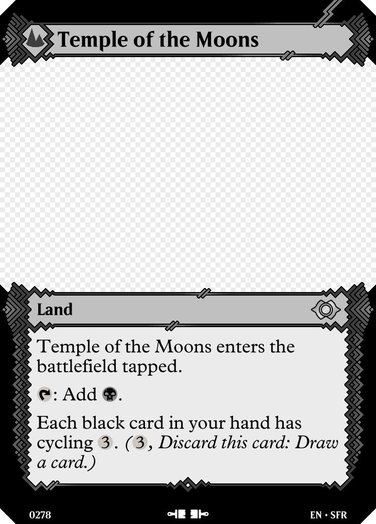 Temple of the Moons
Land
Temple of the Moons enters the
battlefield tapped.
: Add .
Each black card in your hand has
cycling 3. (3, Discard this card: Draw
a card.)
0278
EN • SFR